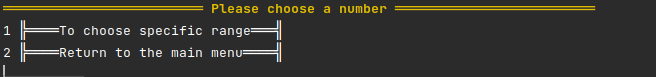 ═════════════════════════ Please choose a number ═════════════════════════
1 ╠════To choose specific range═══╣
2 ╠════Return to the main menu════╣